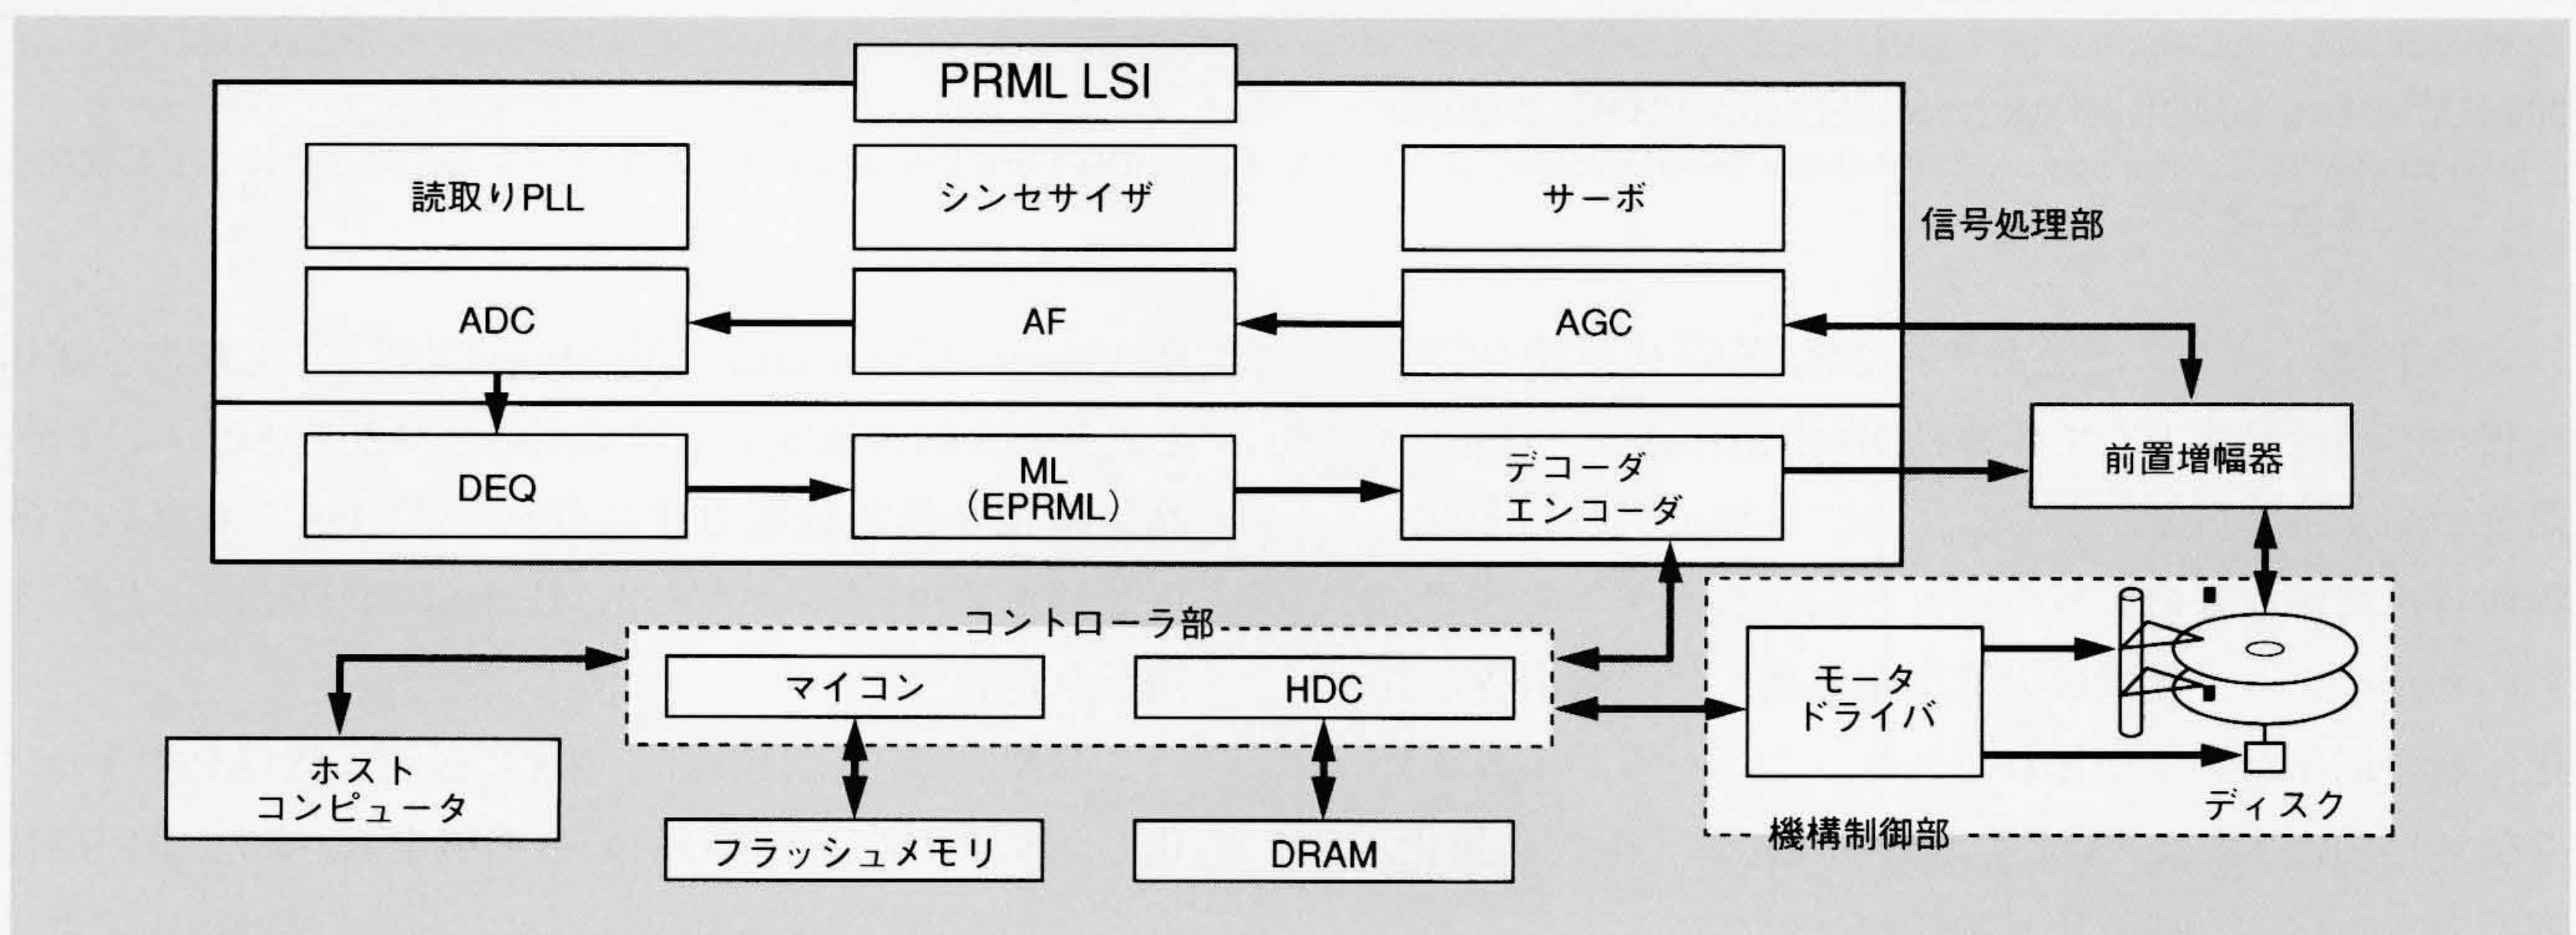 PRML LSI
読取りPLL
シンセサイザ
サーボ
信号処理部
ADC
AF
AGC
DEQ
ML
(EPRML)
デコーダ
エンコーダ
前置増幅器
コントローラ部
マイコン
HDC
モータ
ドライバ
ホスト
コンピュータ
フラッシュメモリ
DRAM
ディスク
機構制御部